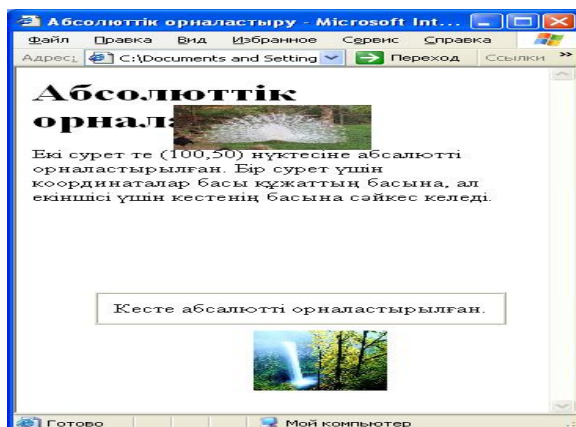 Абсолюттік орналастыру - Microsoft Int...
Файл Правка Вид Избранное Сервис Справка
Адрес: C:\Documents and Setting Переход Ссылки »
Абсолюттік
орнал
Екі сурет те (100,50) нүктесіне абсалютті
орналастырылған. Бір сурет үшін
координаталар басы құжаттың басына, ал
екіншісі үшін кестенің басына сәйкес келеді.
Кесте абсалютті орналастырылған.
Готово Мой компьютер